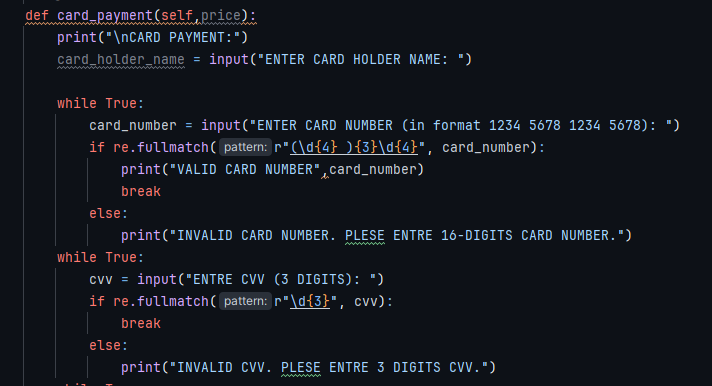 def card_payment(self,price):
    print("\nCARD PAYMENT:")
    card_holder_name = input("ENTER CARD HOLDER NAME: ")
    while True:
        card_number = input("ENTER CARD NUMBER (in format 1234 5678 1234 5678): ")
        if re.fullmatch( pattern: r"(\d{4} ){3}\d{4}", card_number):
            print("VALID CARD NUMBER",card_number)
            break
        else:
            print("INVALID CARD NUMBER. PLESE ENTRE 16-DIGITS CARD NUMBER.")
    while True:
        cvv = input("ENTRE CVV (3 DIGITS): ")
        if re.fullmatch( pattern: r"\d{3}", cvv):
            break
        else:
            print("INVALID CVV. PLESE ENTRE 3 DIGITS CVV.")